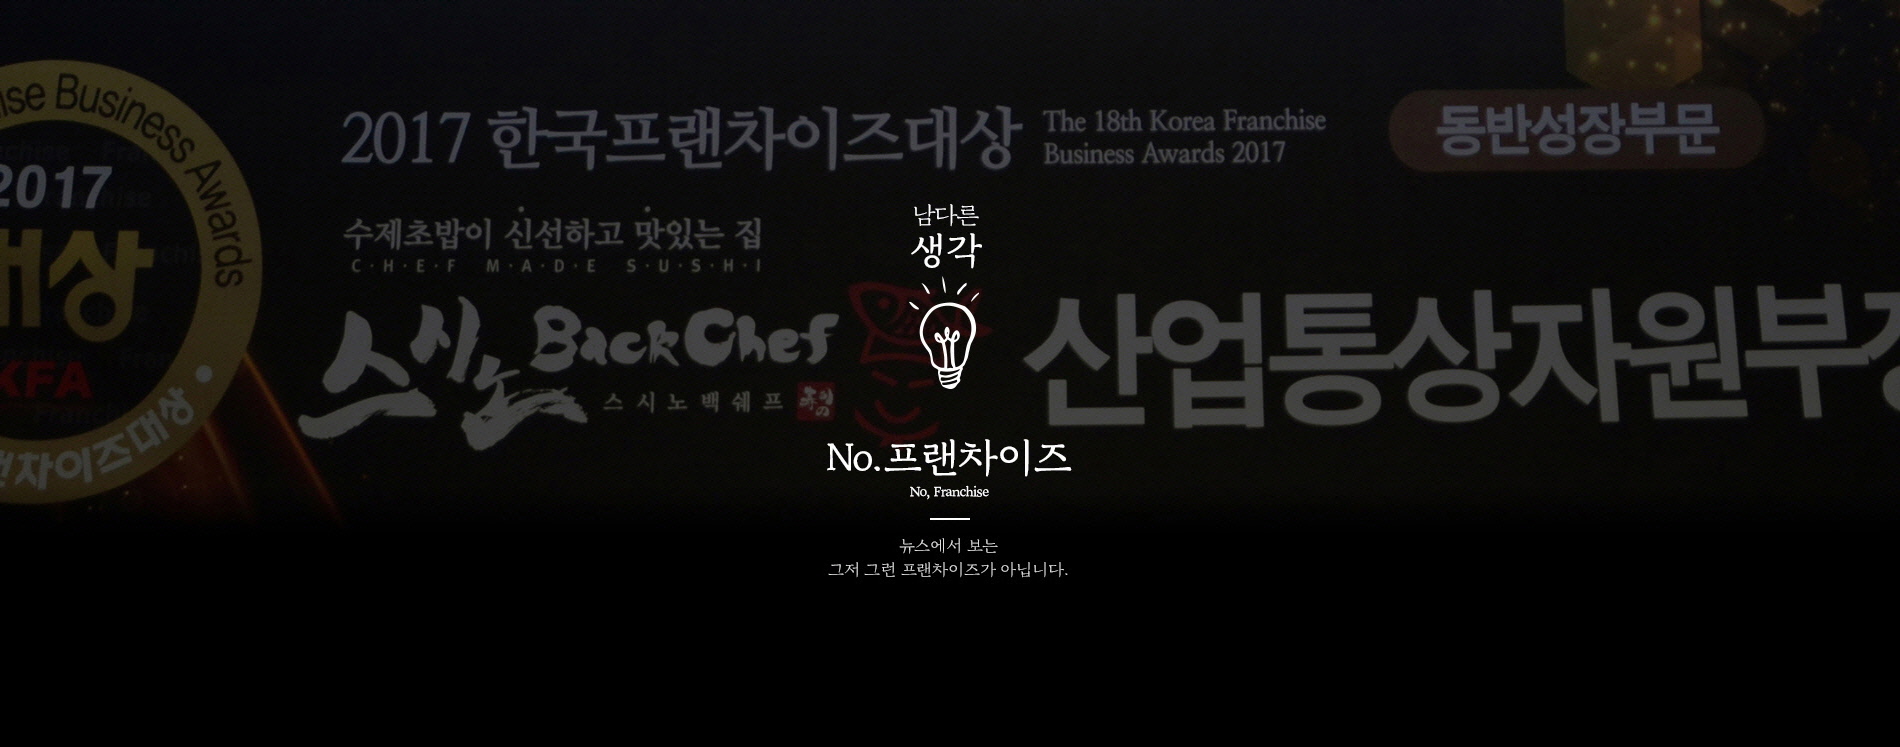 2017 한국프랜차이즈대상
The 18th Korea Franchise
Business Awards 2017
동반성장부문
Business Awards
2017
대상
KFA
랜차이즈대상
수제초밥이 신선하고 맛있는 집
C·H·E·F M·A·D·E S·U·S·H·I
스시노 BackChef
스시노백쉐프
산업통상자원부장
남다른
생각
No.프랜차이즈
No, Franchise
뉴스에서 보는
그저 그런 프랜차이즈가 아닙니다.